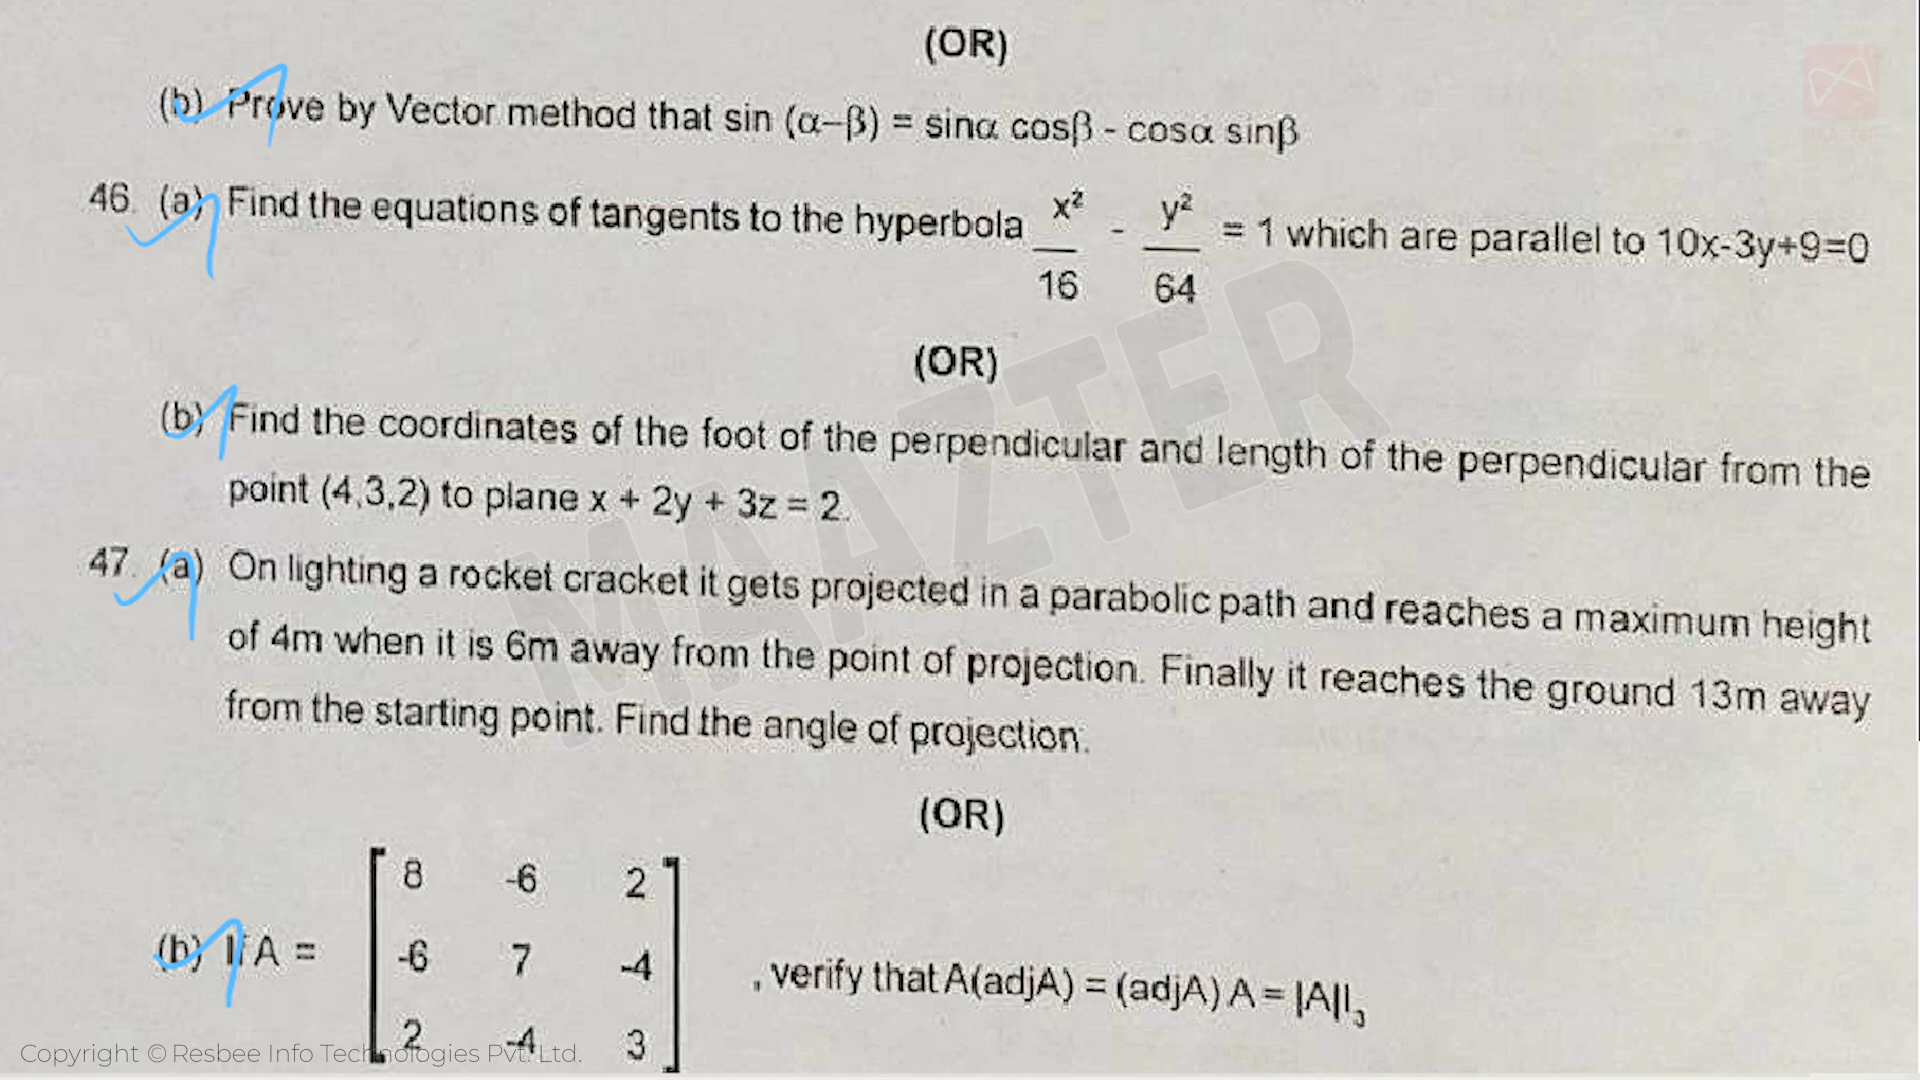 (OR)
(b) Prove by Vector method that sin (α–β) = sinα cosβ - cosα sinβ
46. (a) Find the equations of tangents to the hyperbola x²/16 - y²/64 = 1 which are parallel to 10x-3y+9=0
(OR)
(b) Find the coordinates of the foot of the perpendicular and length of the perpendicular from the
point (4,3,2) to plane x + 2y + 3z = 2.
47. (a) On lighting a rocket cracket it gets projected in a parabolic path and reaches a maximum height
of 4m when it is 6m away from the point of projection. Finally it reaches the ground 13m away
from the starting point. Find the angle of projection.
(OR)
8 -6 2
(b) If A = -6 7 -4 , verify that A(adjA) = (adjA) A = |A|I₃
2 -4 3
MAAZTER
MAAZTER
Copyright © Resbee Info Technologies Pvt. Ltd.